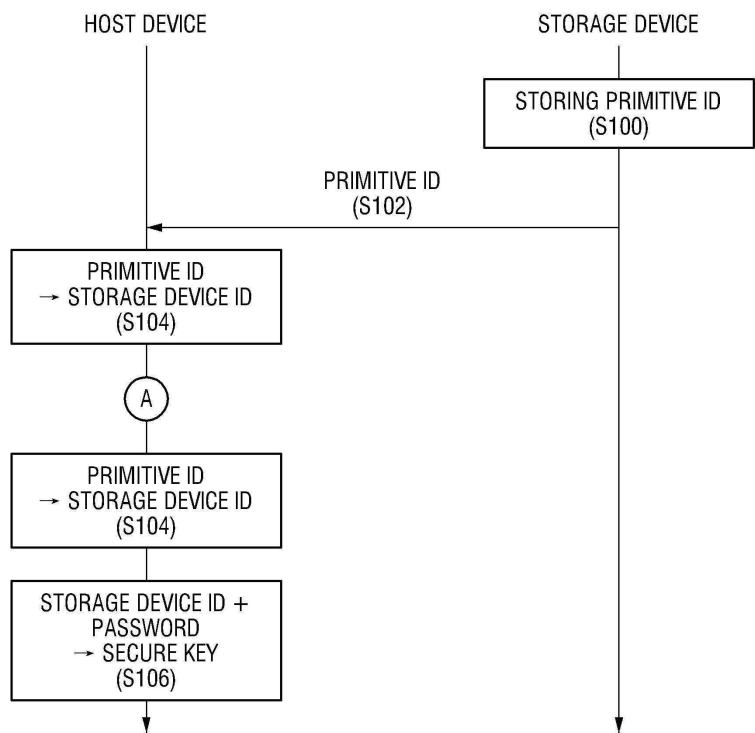 HOST DEVICE
STORAGE DEVICE
STORING PRIMITIVE ID
(S100)
PRIMITIVE ID
(S102)
PRIMITIVE ID
→ STORAGE DEVICE ID
(S104)
A
PRIMITIVE ID
→ STORAGE DEVICE ID
(S104)
STORAGE DEVICE ID +
PASSWORD
→ SECURE KEY
(S106)